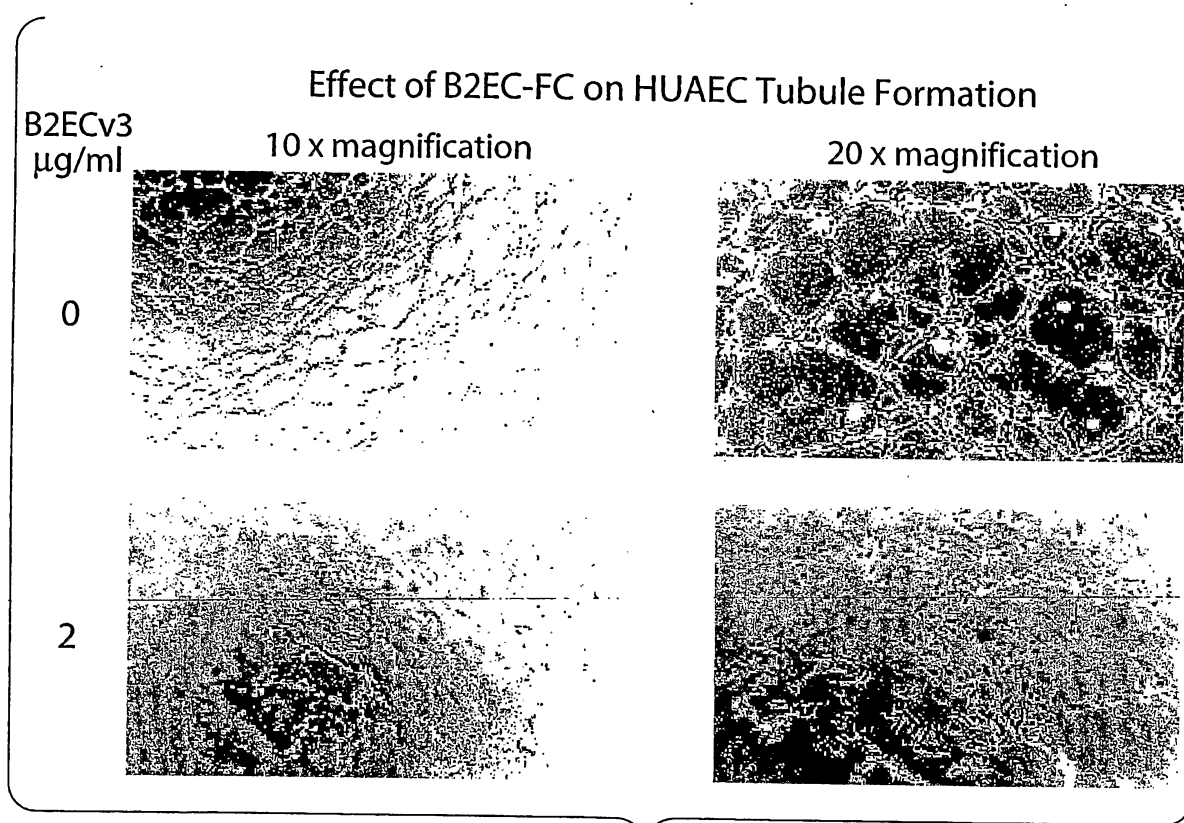 Effect of B2EC-FC on HUAEC Tubule Formation
B2ECv3
μg/ml
10 x magnification
20 x magnification
0
2